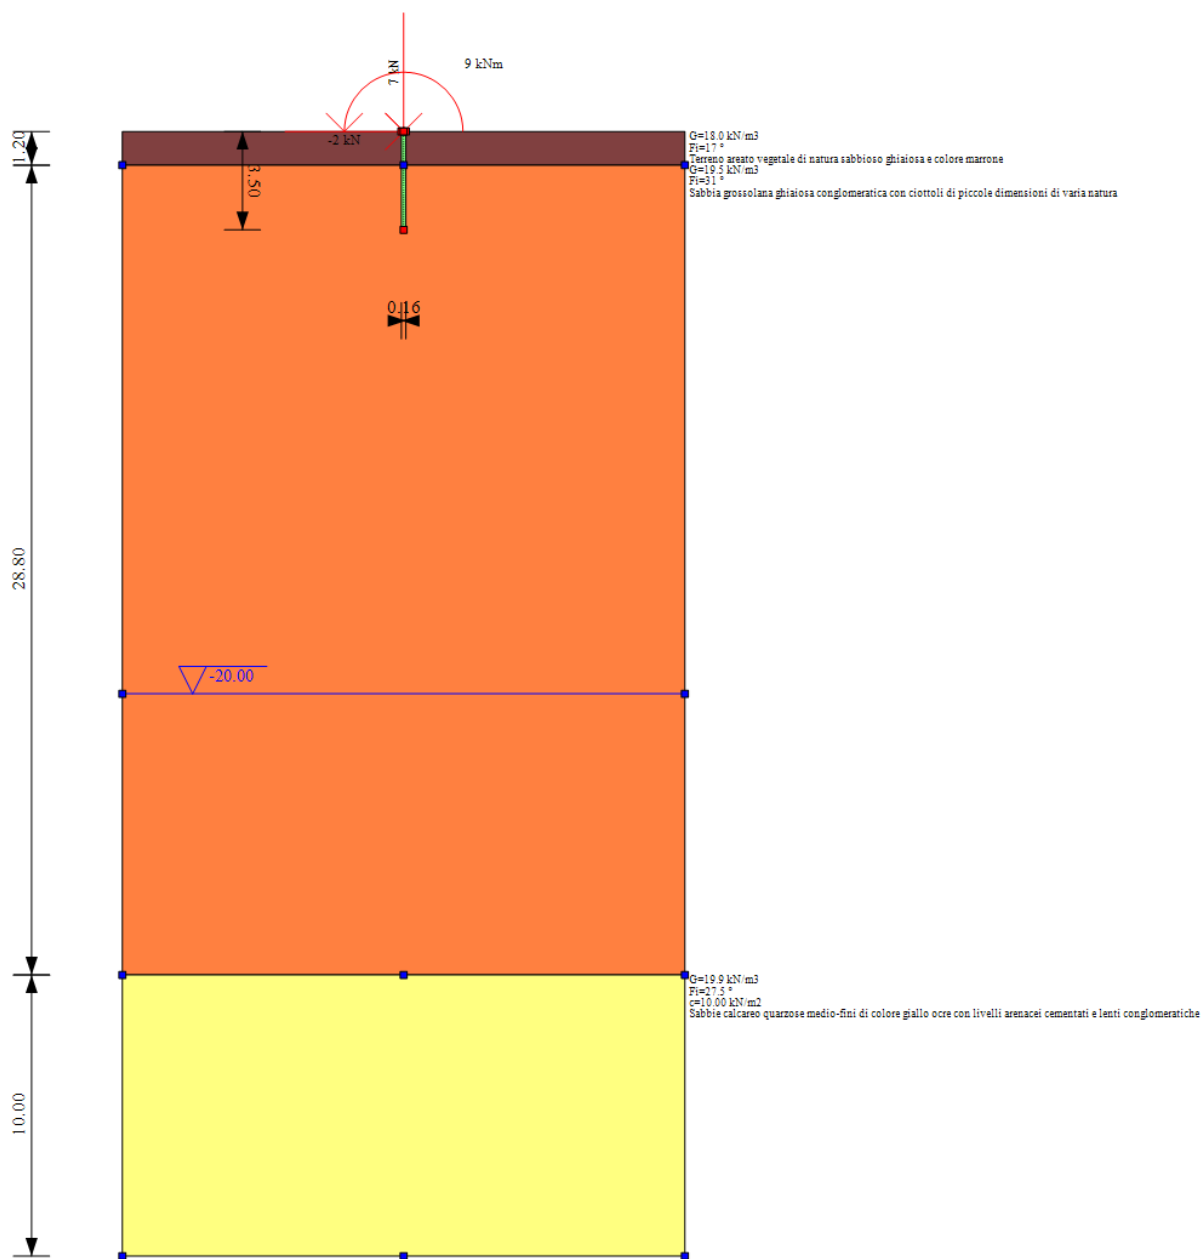 9 kNm
7 kN
-2 kN
1.20
G=18.0 kN/m3
Fi=17 °
Terreno areato vegetale di natura sabbioso ghiaiosa e colore marrone
G=19.5 kN/m3
Fi=31 °
Sabbia grossolana ghiaiosa conglomeratica con ciottoli di piccole dimensioni di varia natura
3.50
0.16
28.80
-20.00
G=19.9 kN/m3
Fi=27.5 °
c=10.00 kN/m2
Sabbie calcareo quarzose medio-fini di colore giallo ocre con livelli arenacei cementati e lenti conglomeratiche
10.00